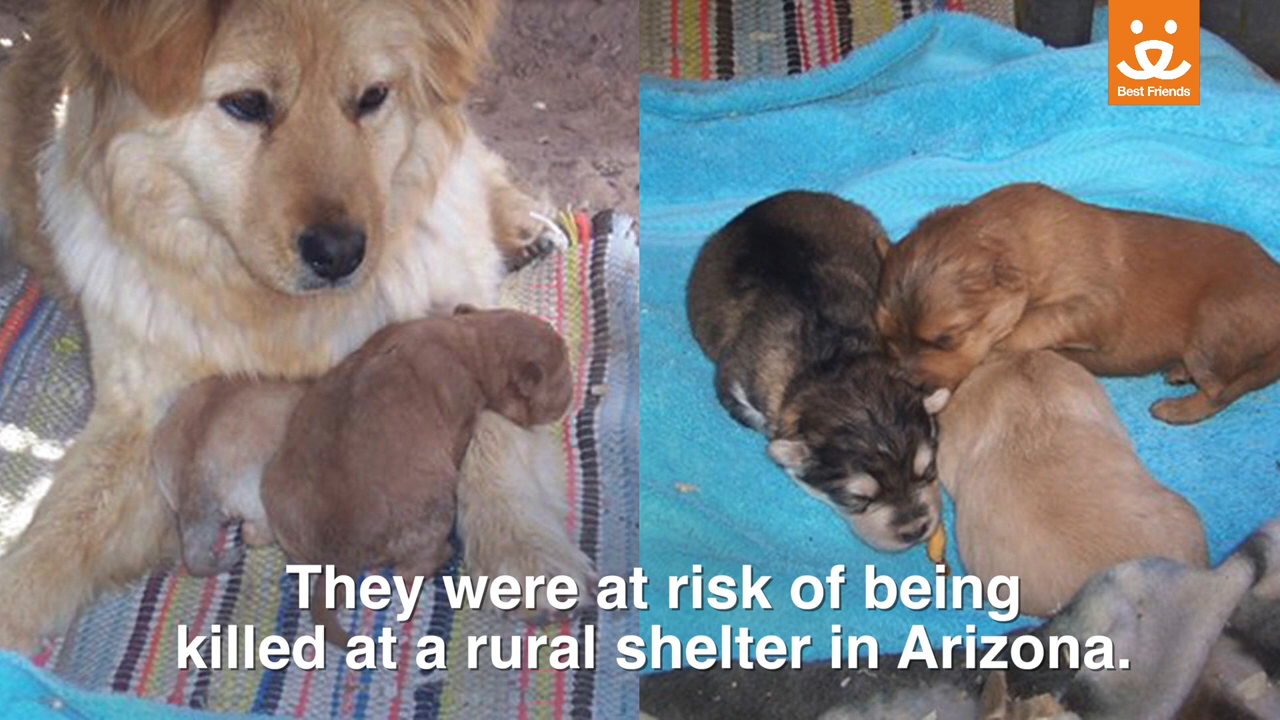 Best Friends
They were at risk of being
killed at a rural shelter in Arizona.